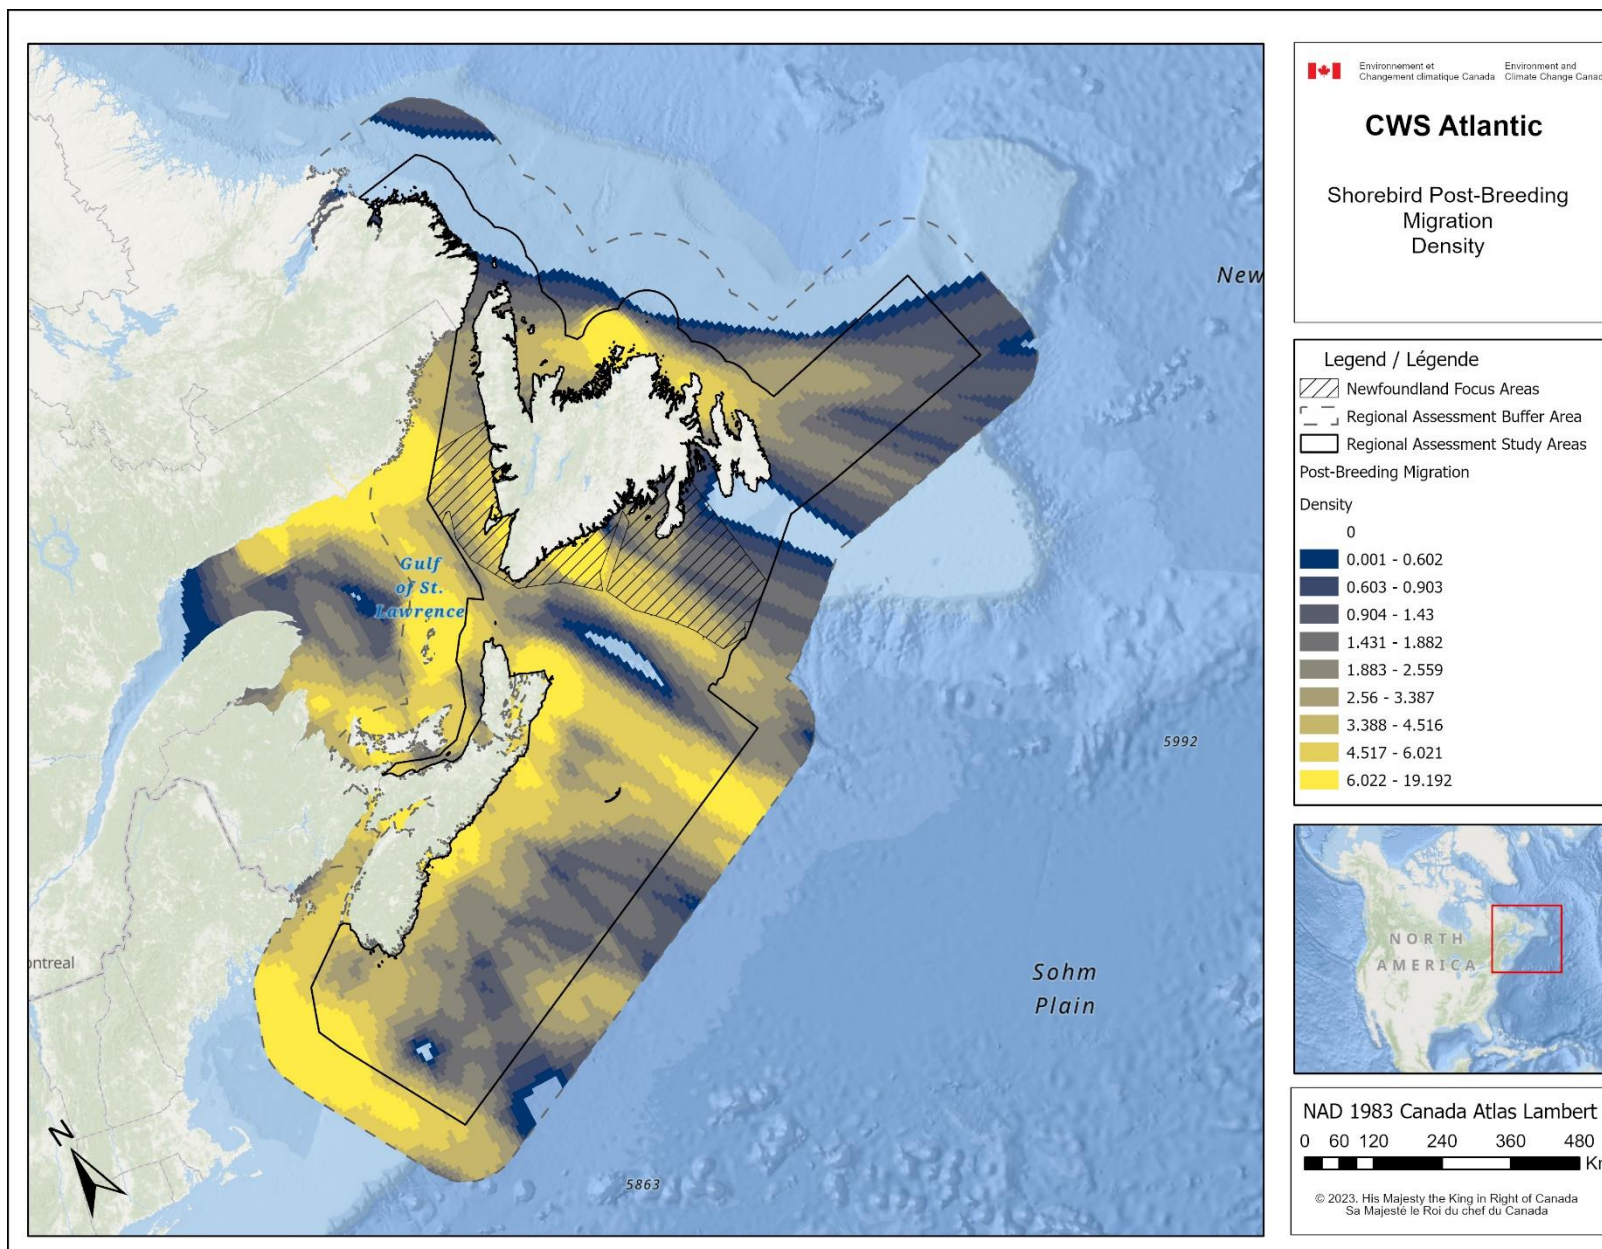 Environnement et
Changement climatique Canada
Environment and
Climate Change Canad
CWS Atlantic
Shorebird Post-Breeding
Migration
Density
Legend / Légende
Newfoundland Focus Areas
Regional Assessment Buffer Area
Regional Assessment Study Areas
Post-Breeding Migration
Density
0
0.001 - 0.602
0.603 - 0.903
0.904 - 1.43
1.431 - 1.882
1.883 - 2.559
2.56 - 3.387
3.388 - 4.516
4.517 - 6.021
6.022 - 19.192
NORTH
AMERICA
NAD 1983 Canada Atlas Lambert
0 60 120 240 360 480
Km
© 2023. His Majesty the King in Right of Canada
Sa Majesté le Roi du chef du Canada
New
Gulf
of St.
Lawrence
5992
ontreal
Sohm
Plain
5863
N